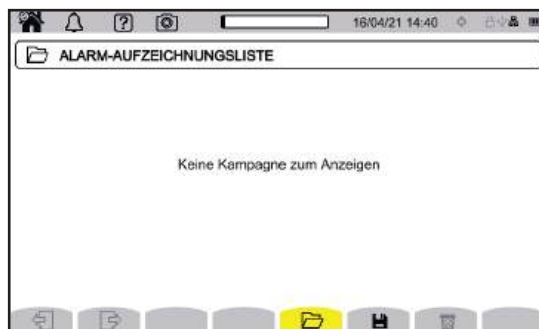 16/04/21 14:40
ALARM-AUFZEICHNUNGSLISTE
Keine Kampagne zum Anzeigen